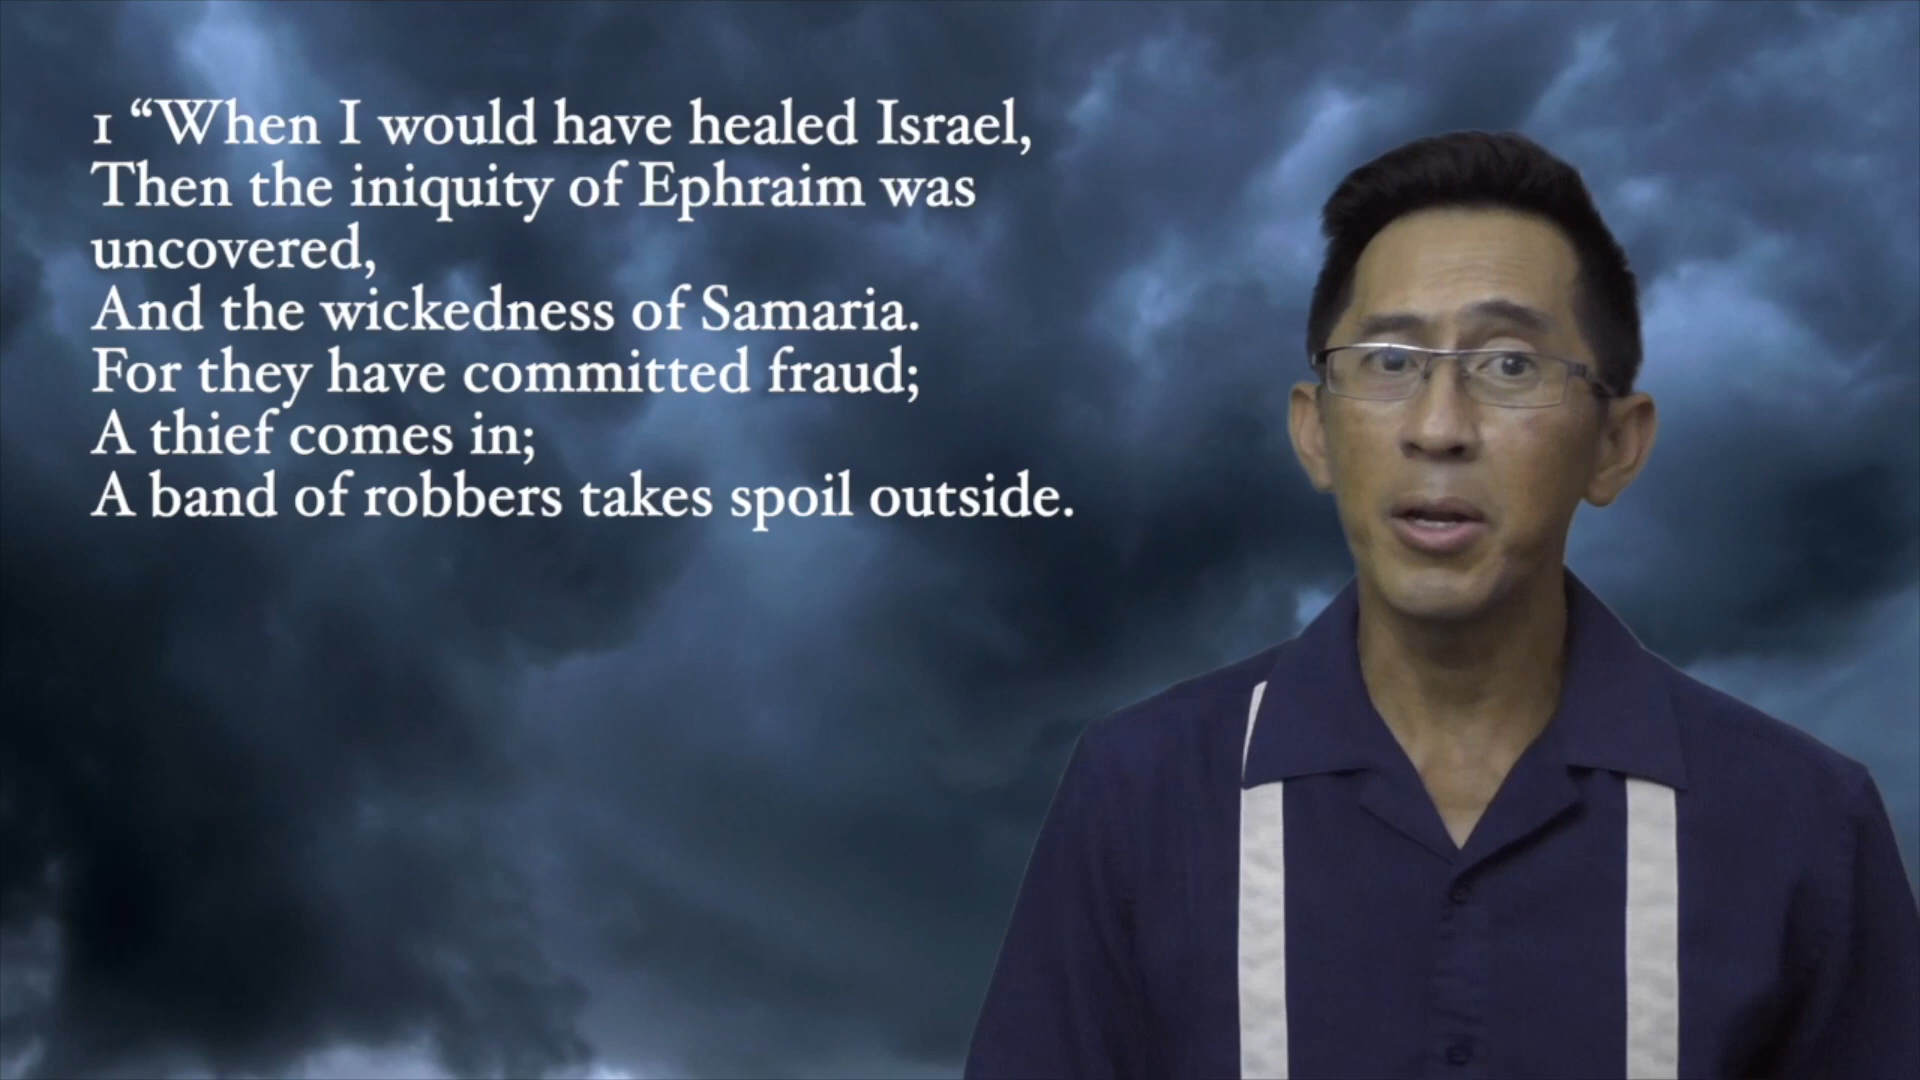 1 “When I would have healed Israel,
Then the iniquity of Ephraim was
uncovered,
And the wickedness of Samaria.
For they have committed fraud;
A thief comes in;
A band of robbers takes spoil outside.